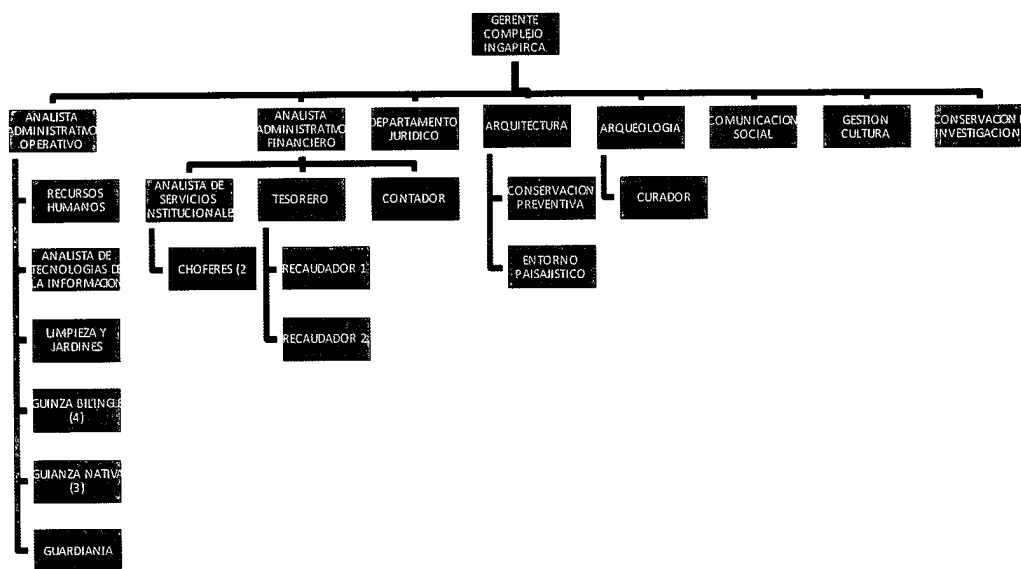 GERENTE
COMPLEJO
INGAPIRCA
ANALISTA
ADMINISTRATIVO
OPERATIVO
ANALISTA
ADMINISTRATIVO
FINANCIERO
DEPARTAMENTO
JURIDICO
ARQUITECTURA
ARQUEOLOGIA
COMUNICACION
SOCIAL
GESTION
CULTURA
CONSERVACION E
INVESTIGACION
RECURSOS
HUMANOS
ANALISTA DE
TECNOLOGIAS DE
LA INFORMACION
LIMPIEZA Y
JARDINES
GUINZA BILINGUE
(4)
GUIANZA NATIVA
(3)
GUARDIANIA
ANALISTA DE
SERVICIOS
INSTITUCIONALE
CHOFERES (2
TESORERO
RECAUDADOR 1
RECAUDADOR 2
CONTADOR
CONSERVACION
PREVENTIVA
ENTORNO
PAISAJISTICO
CURADOR